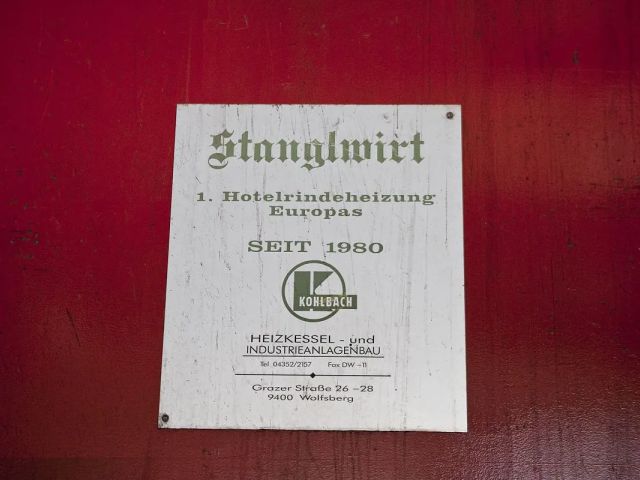 Stanglwirt
1. Hotelrindeheizung
Europas
SEIT 1980
K
KOHLBACH
HEIZKESSEL - und
INDUSTRIEANLAGENBAU
Tel. 04352/2157 Fax DW -11
Grazer Straße 26 -28
9400 Wolfsberg